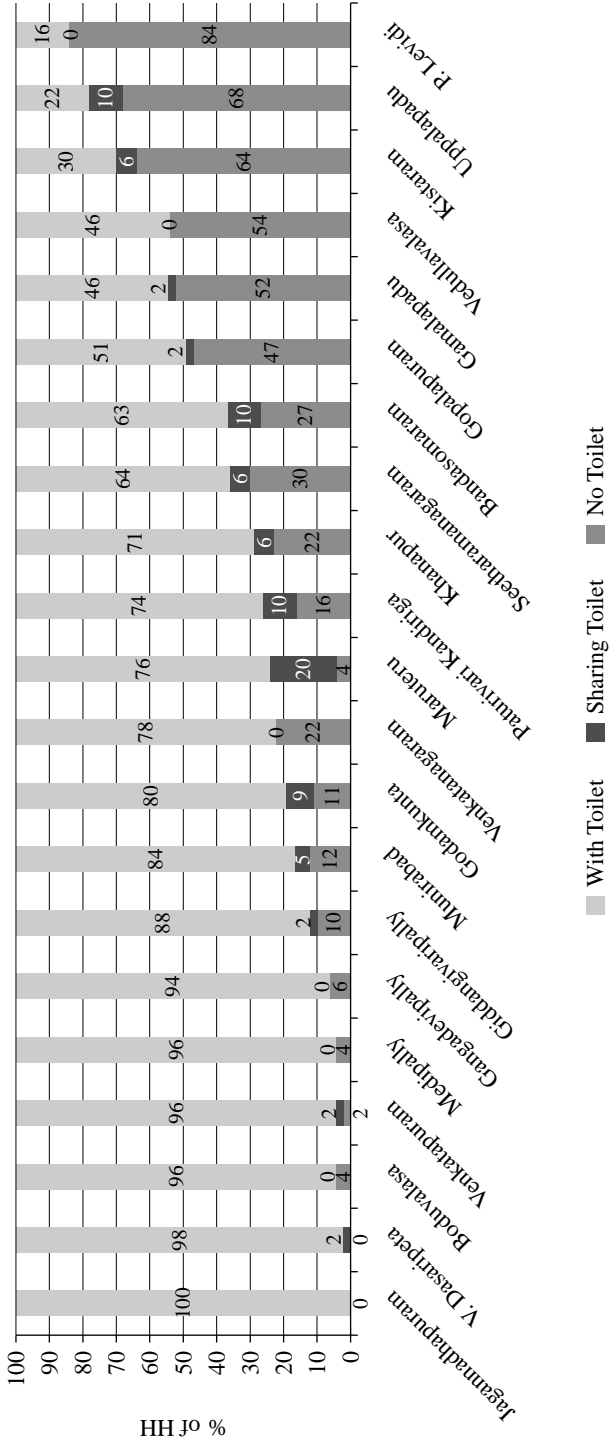 % of HH
100
90
80
70
60
50
40
30
20
10
0
100
0
98
2
0
96
0
4
96
2
2
96
0
4
94
0
6
88
2
10
84
5
12
80
9
11
78
0
22
76
20
4
74
10
16
71
6
22
64
6
30
63
10
27
51
2
47
46
2
52
46
0
54
30
6
64
22
10
68
16
0
84
Jagannadhapuram
V. Dasaripeta
Boduvalasa
Venkatapuram
Medipally
Gangadevipally
Giddangivaripally
Munirabad
Godamkunta
Venkatanagaram
Maruteru
Paturivari Kandiriga
Khanapur
Seetharamanagaram
Bandasomaram
Gopalapuram
Gamalapadu
Vedullavalasa
Kistaram
Uppalapadu
P. Levidi
With Toilet
Sharing Toilet
No Toilet